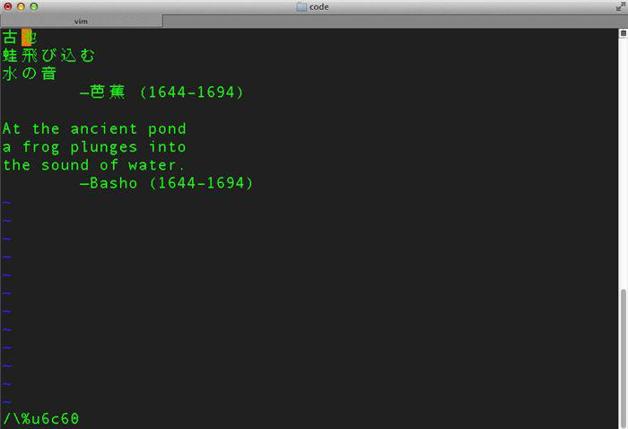 code
vim
古池
蛙飛び込む
水の音
—芭蕉 (1644-1694)
At the ancient pond
a frog plunges into
the sound of water.
—Basho (1644-1694)
~
~
~
~
~
~
~
~
~
~
~
~
/\%u6c60